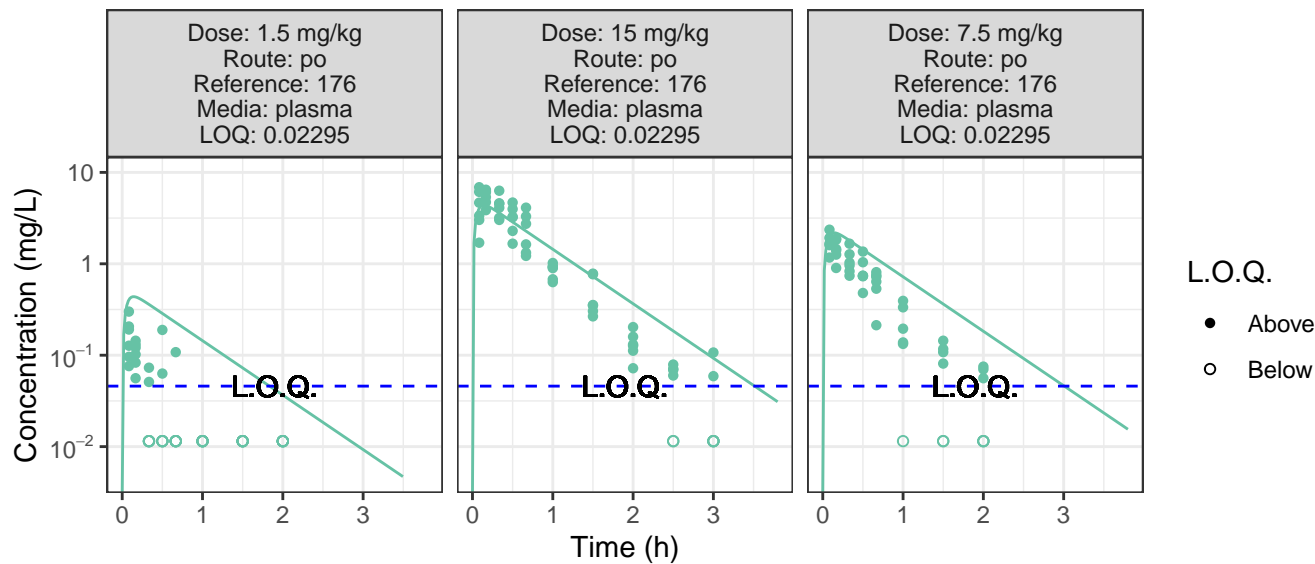 Dose: 1.5 mg/kg
Route: po
Reference: 176
Media: plasma
LOQ: 0.02295
Dose: 15 mg/kg
Route: po
Reference: 176
Media: plasma
LOQ: 0.02295
Dose: 7.5 mg/kg
Route: po
Reference: 176
Media: plasma
LOQ: 0.02295
Concentration (mg/L)
10
1
10⁻¹
10⁻²
L.O.Q.
L.O.Q.
L.O.Q.
0 1 2 3
0 1 2 3
0 1 2 3
Time (h)
L.O.Q.
Above
Below